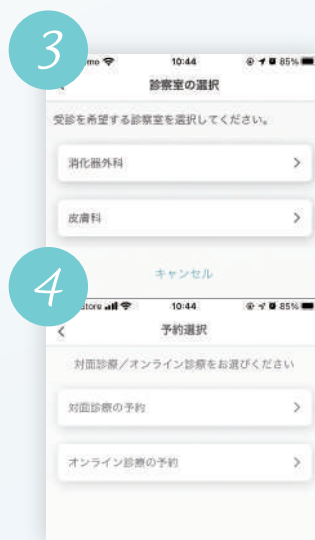 3
10:44
85%
診察室の選択
受診を希望する診察室を選択してください。
消化器外科
皮膚科
キャンセル
4
10:44
85%
予約選択
対面診療/オンライン診療をお選びください
対面診療の予約
オンライン診療の予約